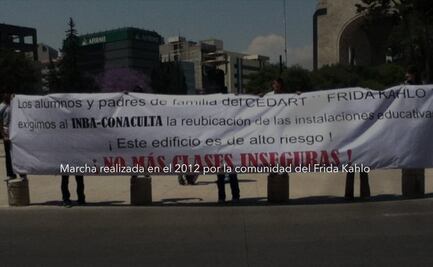 Los alumnos y padres de familia del CEDART " FRIDA KAHLO
exigimos al INBA-CONACULTA la reubicación de las instalaciones educativa
¡ Este edificio es de alto riesgo !
¡ NO MÁS CLASES INSEGURAS !
Marcha realizada en el 2012 por la comunidad del Frida Kahlo